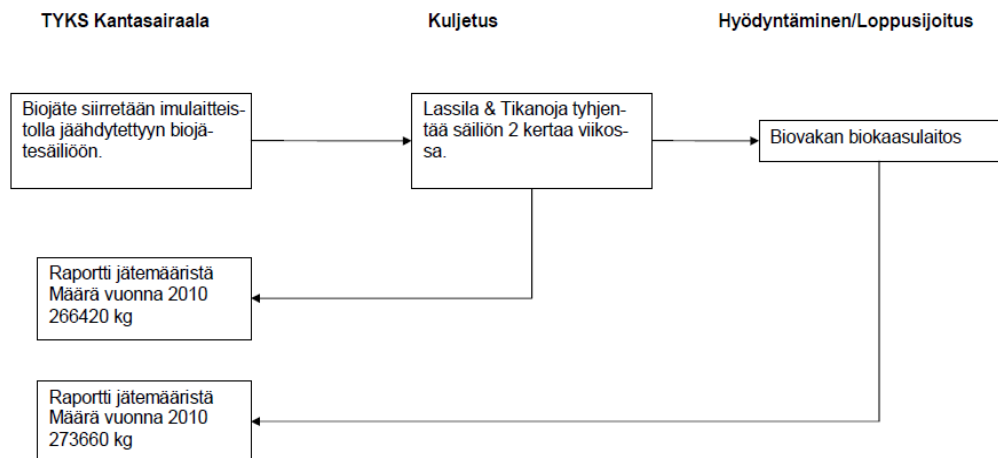 TYKS Kantasairaala
Kuljetus
Hyödyntäminen/Loppusijoitus
Biojäte siirretään imulaitteis-
tolla jäähdytettyyn biojä-
tesäiliöön.
Lassila & Tikanoja tyhjen-
tää säiliön 2 kertaa viikos-
sa.
Biovakan biokaasulaitos
Raportti jätemääristä
Määrä vuonna 2010
266420 kg
Raportti jätemääristä
Määrä vuonna 2010
273660 kg